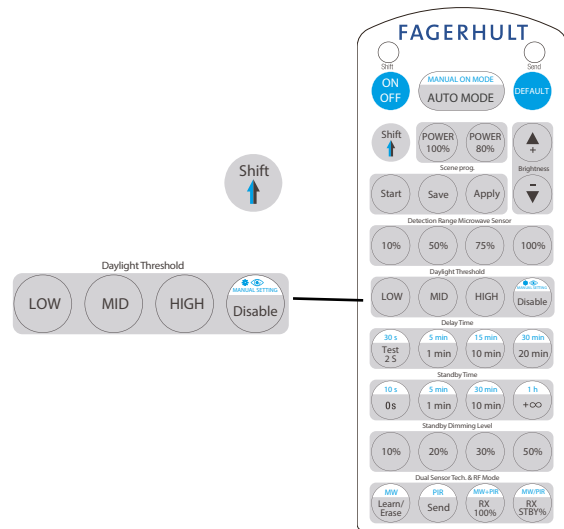 FAGERHULT
Shift
Send
ON
OFF
MANUAL ON MODE
AUTO MODE
DEFAULT
Shift
POWER
100%
POWER
80%
+
Scene prog.
Brightness
Start
Save
Apply
-
Detection Range Microwave Sensor
10%
50%
75%
100%
Daylight Threshold
LOW
MID
HIGH
MANUAL SETTING
Disable
Delay Time
30 s
Test
2 S
5 min
1 min
15 min
10 min
30 min
20 min
Standby Time
10 s
0s
5 min
1 min
30 min
10 min
1 h
+∞
Standby Dimming Level
10%
20%
30%
50%
Dual Sensor Tech. & RF Mode
MW
Learn/
Erase
PIR
Send
MW+PIR
RX
100%
MW/PIR
RX
STBY%
Shift
Daylight Threshold
LOW
MID
HIGH
MANUAL SETTING
Disable